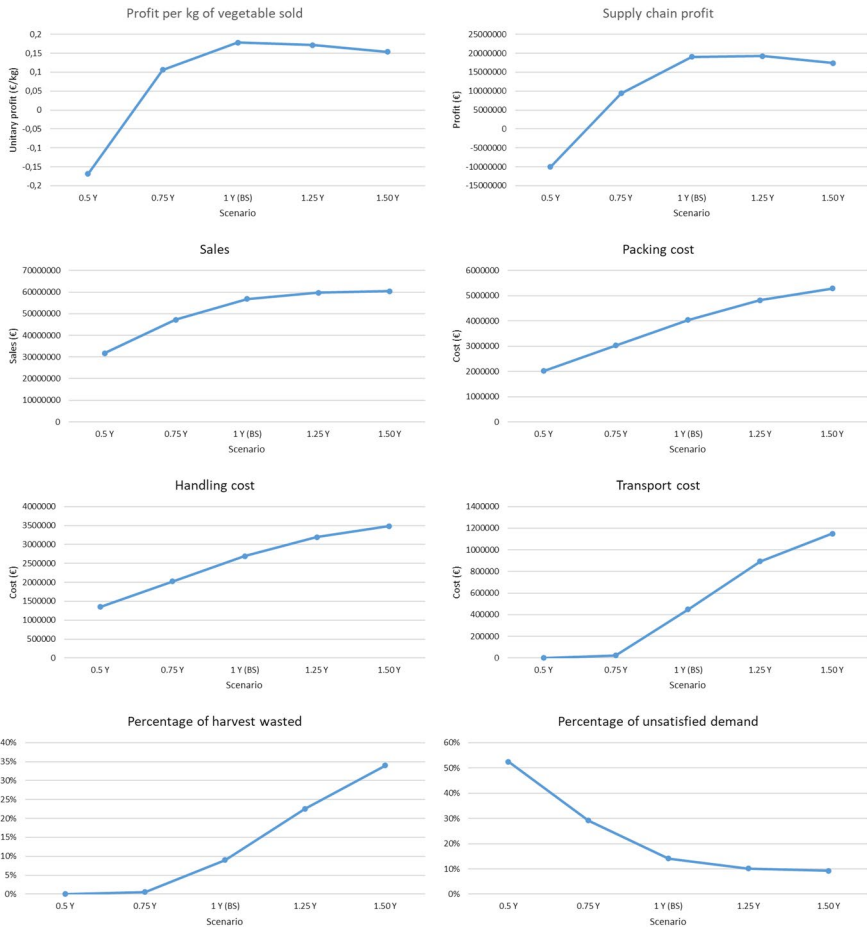 Profit per kg of vegetable sold
Unitary profit (€/kg)
0,2
0,15
0,1
0,05
0
-0,05
-0,1
-0,15
-0,2
0.5 Y 0.75 Y 1 Y (BS) 1.25 Y 1.50 Y
Scenario
Supply chain profit
Profit (€)
25000000
20000000
15000000
10000000
5000000
0
-5000000
-10000000
-15000000
0.5 Y 0.75 Y 1 Y (BS) 1.25 Y 1.50 Y
Scenario
Sales
Sales (€)
70000000
60000000
50000000
40000000
30000000
20000000
10000000
0
0.5 Y 0.75 Y 1 Y (BS) 1.25 Y 1.50 Y
Scenario
Packing cost
Cost (€)
6000000
5000000
4000000
3000000
2000000
1000000
0
0.5 Y 0.75 Y 1 Y (BS) 1.25 Y 1.50 Y
Scenario
Handling cost
Cost (€)
4000000
3500000
3000000
2500000
2000000
1500000
1000000
500000
0
0.5 Y 0.75 Y 1 Y (BS) 1.25 Y 1.50 Y
Scenario
Transport cost
Cost (€)
1400000
1200000
1000000
800000
600000
400000
200000
0
0.5 Y 0.75 Y 1 Y (BS) 1.25 Y 1.50 Y
Scenario
Percentage of harvest wasted
40%
35%
30%
25%
20%
15%
10%
5%
0%
0.5 Y 0.75 Y 1 Y (BS) 1.25 Y 1.50 Y
Scenario
Percentage of unsatisfied demand
60%
50%
40%
30%
20%
10%
0%
0.5 Y 0.75 Y 1 Y (BS) 1.25 Y 1.50 Y
Scenario